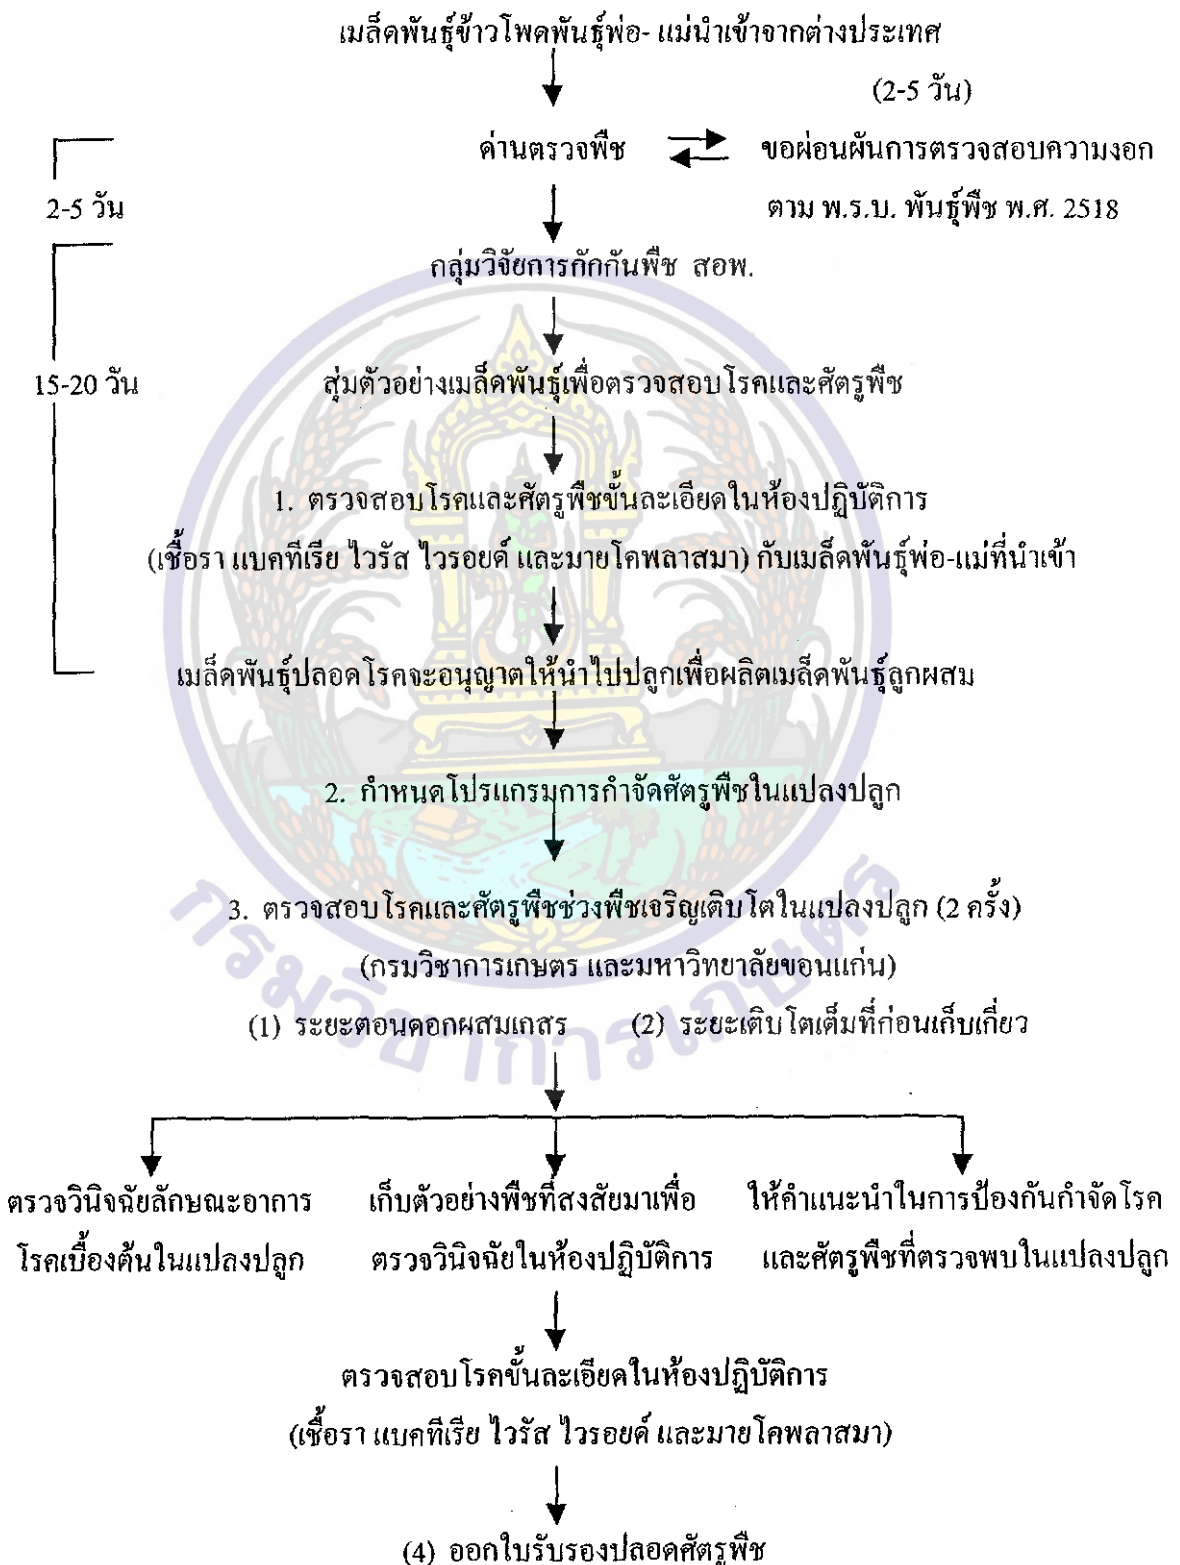 เมล็ดพันธุ์ข้าวโพดพันธุ์พ่อ- แม่นำเข้าจากต่างประเทศ
(2-5 วัน)
ด่านตรวจพืช ขอผ่อนผันการตรวจสอบความงอก
2-5 วัน ตาม พ.ร.บ. พันธุ์พืช พ.ศ. 2518
กลุ่มวิจัยการกักกันพืช สอพ.
15-20 วัน สุ่มตัวอย่างเมล็ดพันธุ์เพื่อตรวจสอบโรคและศัตรูพืช
1. ตรวจสอบโรคและศัตรูพืชขั้นละเอียดในห้องปฏิบัติการ
(เชื้อรา แบคทีเรีย ไวรัส ไวรอยด์ และมายโคพลาสมา) กับเมล็ดพันธุ์พ่อ-แม่ที่นำเข้า
เมล็ดพันธุ์ปลอดโรคจะอนุญาตให้นำไปปลูกเพื่อผลิตเมล็ดพันธุ์ลูกผสม
2. กำหนดโปรแกรมการกำจัดศัตรูพืชในแปลงปลูก
3. ตรวจสอบโรคและศัตรูพืชช่วงพืชเจริญเติบโตในแปลงปลูก (2 ครั้ง)
(กรมวิชาการเกษตร และมหาวิทยาลัยขอนแก่น)
(1) ระยะตอนดอกผสมเกสร (2) ระยะเติบโตเต็มที่ก่อนเก็บเกี่ยว
กรมวิชาการเกษตร
ตรวจวินิจฉัยลักษณะอาการ เก็บตัวอย่างพืชที่สงสัยมาเพื่อ ให้คำแนะนำในการป้องกันกำจัดโรค
โรคเบื้องต้นในแปลงปลูก ตรวจวินิจฉัยในห้องปฏิบัติการ และศัตรูพืชที่ตรวจพบในแปลงปลูก
ตรวจสอบโรคขั้นละเอียดในห้องปฏิบัติการ
(เชื้อรา แบคทีเรีย ไวรัส ไวรอยด์ และมายโคพลาสมา)
(4) ออกใบรับรองปลอดศัตรูพืช